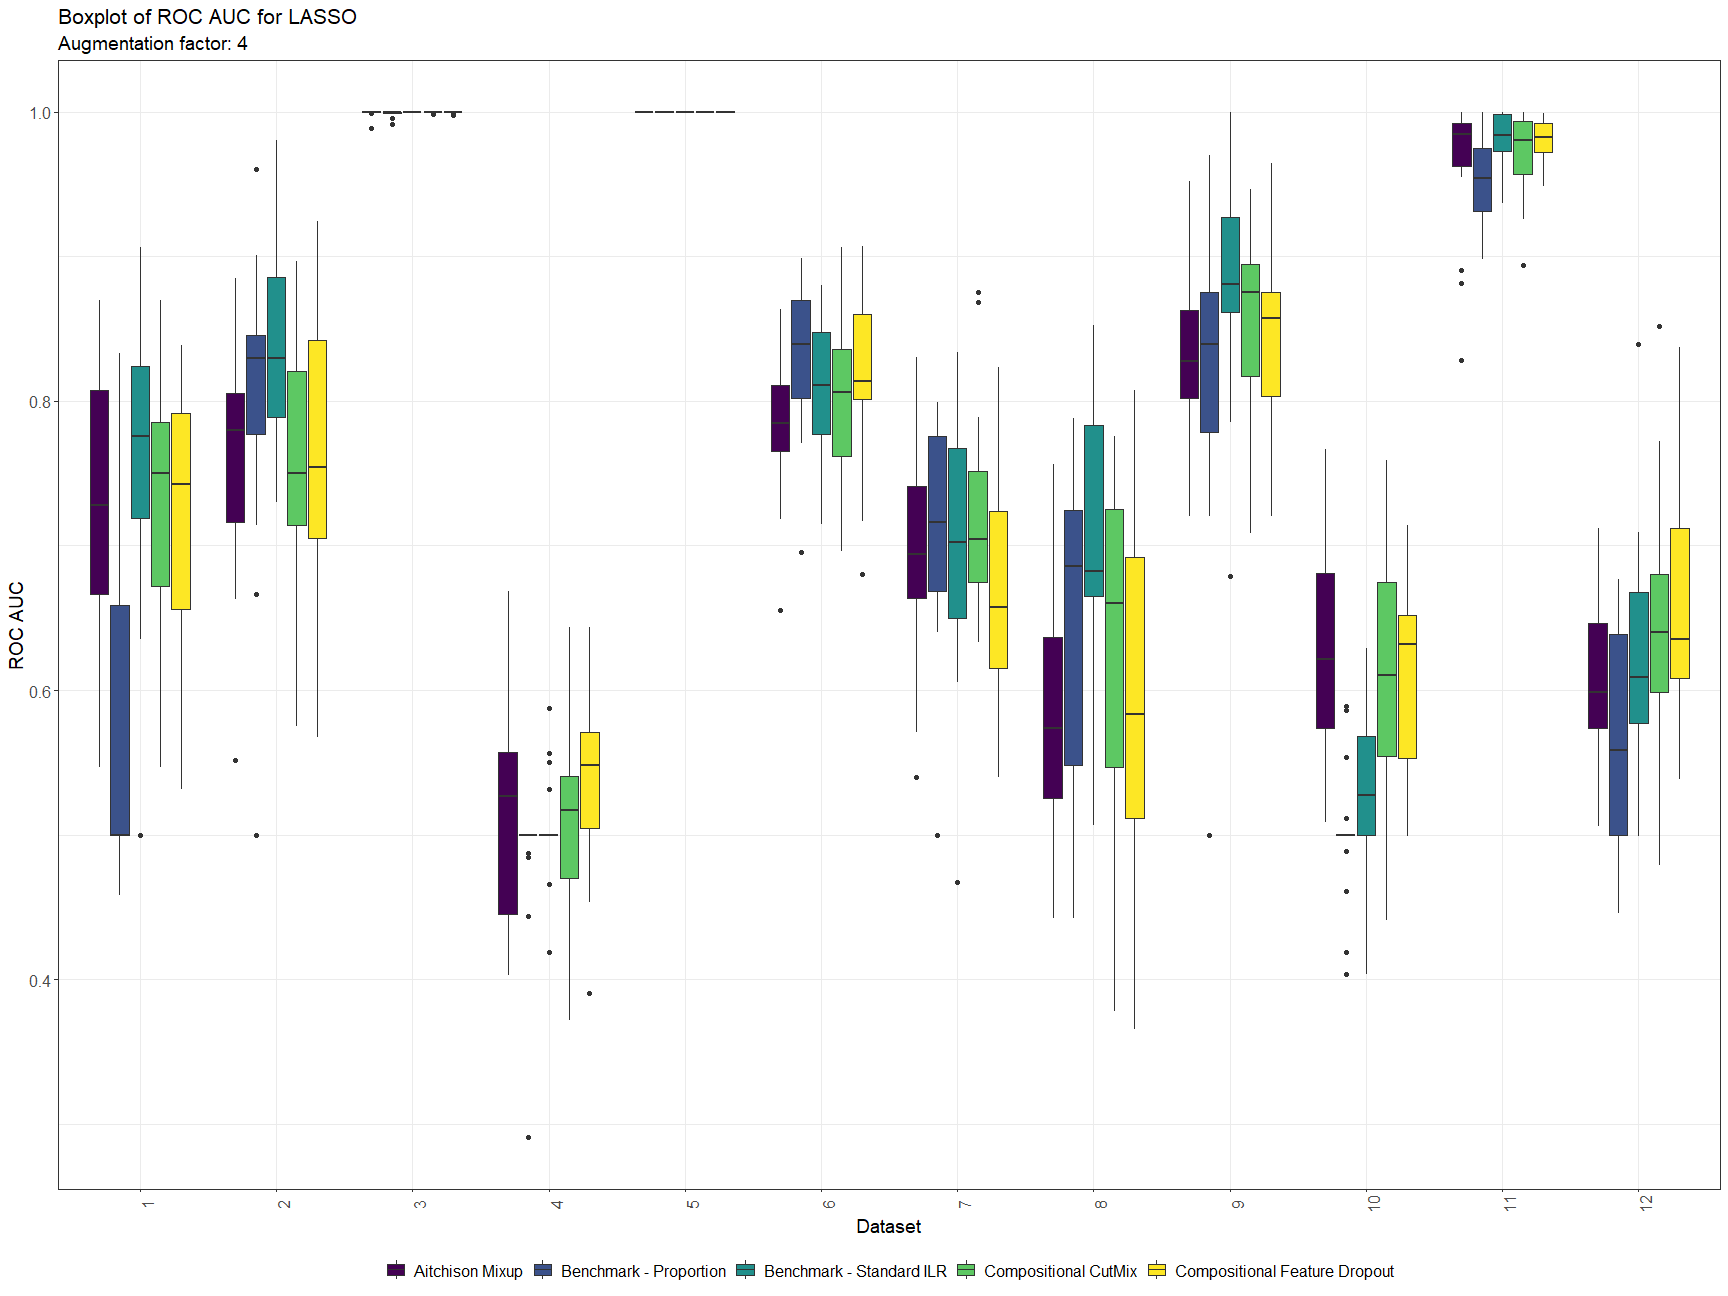 Boxplot of ROC AUC for LASSO
Augmentation factor: 4
ROC AUC
1.0
0.8
0.6
0.4
1 2 3 4 5 6 7 8 9 10 11 12
Dataset
Aitchison Mixup Benchmark - Proportion Benchmark - Standard ILR Compositional CutMix Compositional Feature Dropout